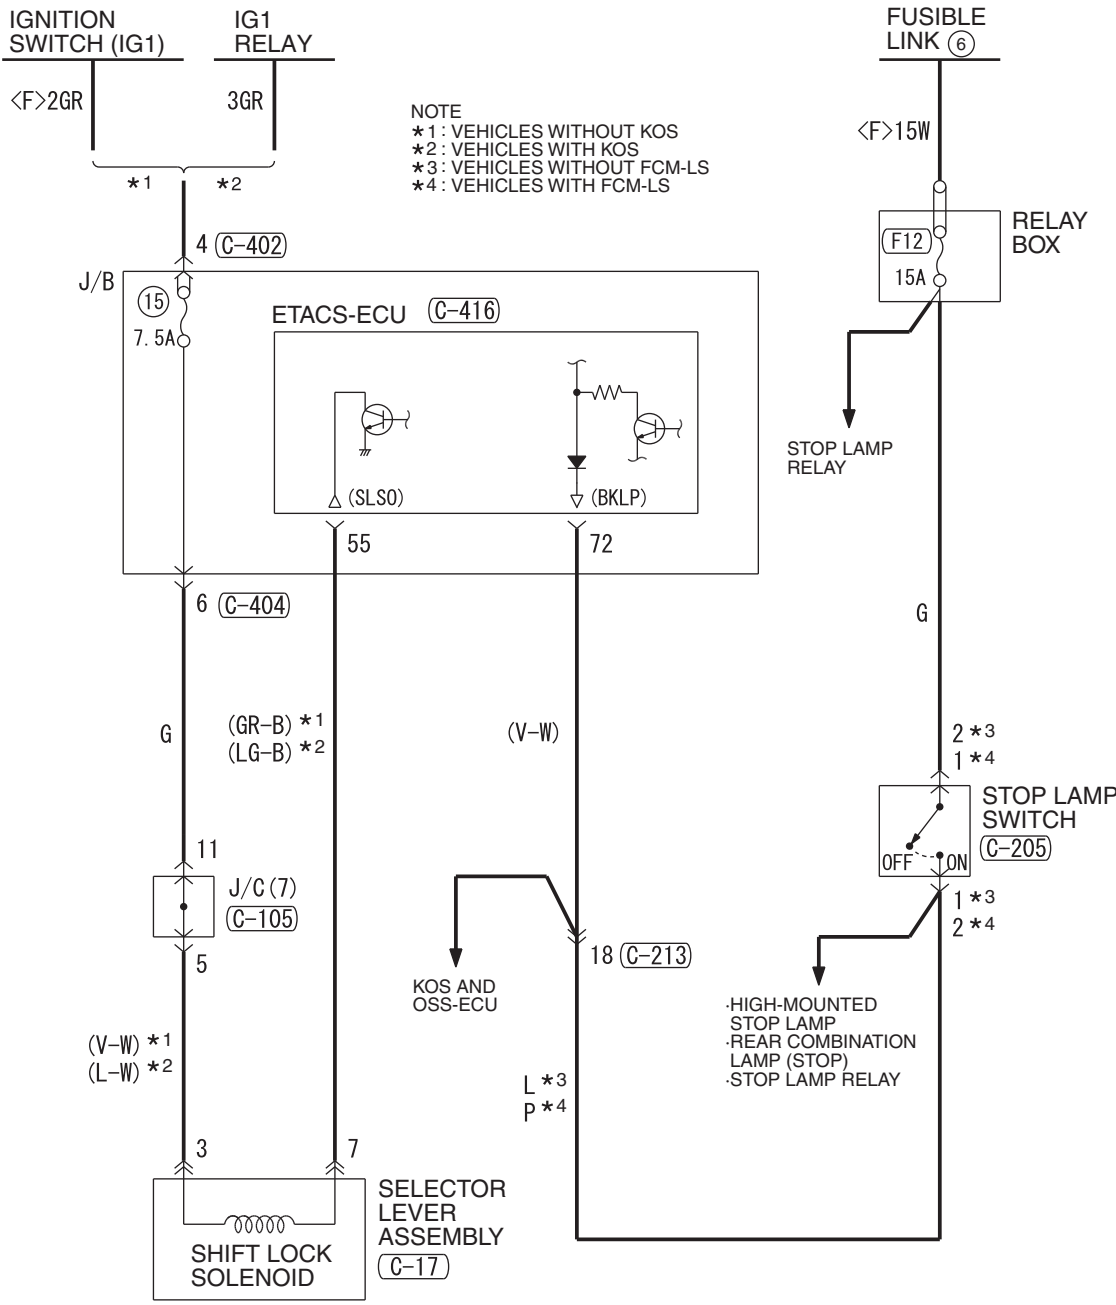 IGNITION
SWITCH (IG1)
IG1
RELAY
FUSIBLE
LINK 6
<F>2GR
3GR
<F>15W
NOTE
*1 : VEHICLES WITHOUT KOS
*2 : VEHICLES WITH KOS
*3 : VEHICLES WITHOUT FCM-LS
*4 : VEHICLES WITH FCM-LS
*1 *2
4 C-402
RELAY
BOX
F12
15A
J/B
15
7.5A
ETACS-ECU C-416
(SLSO)
(BKLP)
STOP LAMP
RELAY
55
72
6 C-404
G
G
(GR-B) *1
(LG-B) *2
(V-W)
2 *3
1 *4
STOP LAMP
SWITCH
C-205
OFF ON
11
J/C (7)
C-105
5
1 *3
2 *4
18 C-213
KOS AND
OSS-ECU
·HIGH-MOUNTED
STOP LAMP
·REAR COMBINATION
LAMP (STOP)
·STOP LAMP RELAY
(V-W) *1
(L-W) *2
L *3
P *4
3
7
SELECTOR
LEVER
ASSEMBLY
C-17
SHIFT LOCK
SOLENOID